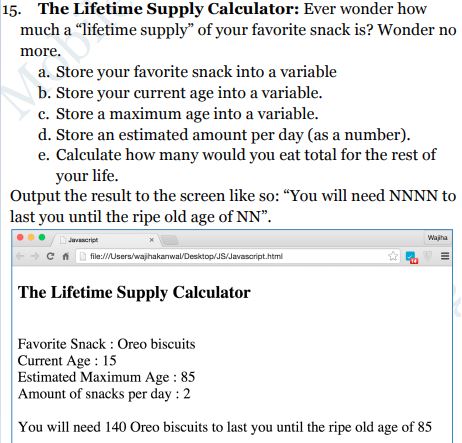 15. The Lifetime Supply Calculator: Ever wonder how
much a “lifetime supply” of your favorite snack is? Wonder no
more.
a. Store your favorite snack into a variable
b. Store your current age into a variable.
c. Store a maximum age into a variable.
d. Store an estimated amount per day (as a number).
e. Calculate how many would you eat total for the rest of
your life.
Output the result to the screen like so: “You will need NNNN to
last you until the ripe old age of NN”.
Javascript
Wajiha
file:///Users/wajihakanwal/Desktop/JS/Javascript.html
The Lifetime Supply Calculator
Favorite Snack : Oreo biscuits
Current Age : 15
Estimated Maximum Age : 85
Amount of snacks per day : 2
You will need 140 Oreo biscuits to last you until the ripe old age of 85